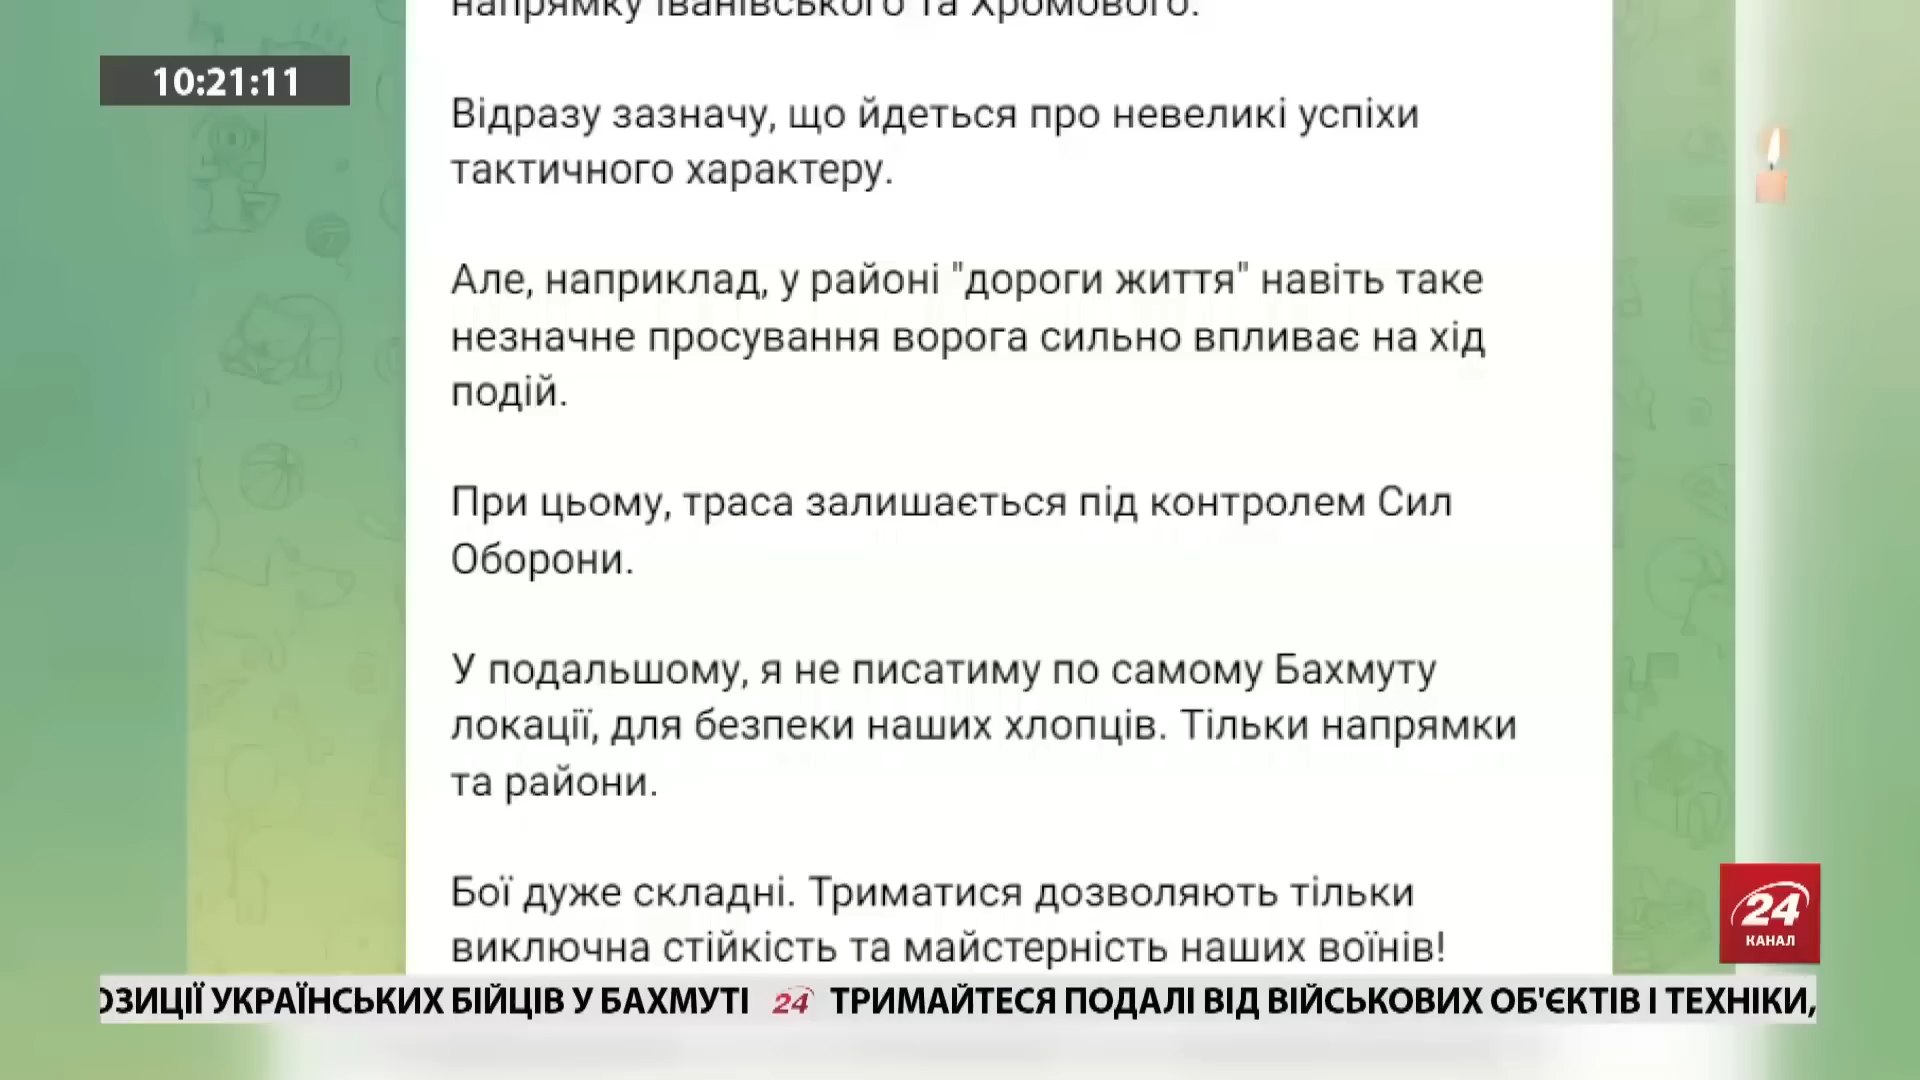 напрямку Іванівського та Хромового.
10:21:11
Відразу зазначу, що йдеться про невеликі успіхи
тактичного характеру.
Але, наприклад, у районі "дороги життя" навіть таке
незначне просування ворога сильно впливає на хід
подій.
При цьому, траса залишається під контролем Сил
Оборони.
У подальшому, я не писатиму по самому Бахмуту
локації, для безпеки наших хлопців. Тільки напрямки
та райони.
Бої дуже складні. Триматися дозволяють тільки
виключна стійкість та майстерність наших воїнів!
24
КАНАЛ
ОЗИЦІЇ УКРАЇНСЬКИХ БІЙЦІВ У БАХМУТІ 24 ТРИМАЙТЕСЯ ПОДАЛІ ВІД ВІЙСЬКОВИХ ОБ'ЄКТІВ І ТЕХНІКИ,